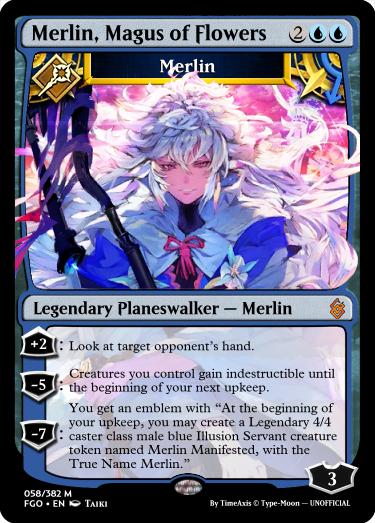 Merlin, Magus of Flowers 2
Merlin
Legendary Planeswalker — Merlin
+2: Look at target opponent's hand.
-5: Creatures you control gain indestructible until
the beginning of your next upkeep.
-7: You get an emblem with “At the beginning of
your upkeep, you may create a Legendary 4/4
caster class male blue Illusion Servant creature
token named Merlin Manifested, with the
True Name Merlin.”
3
058/382 M
FGO • EN Taiki
By TimeAxis © Type-Moon — UNOFFICIAL